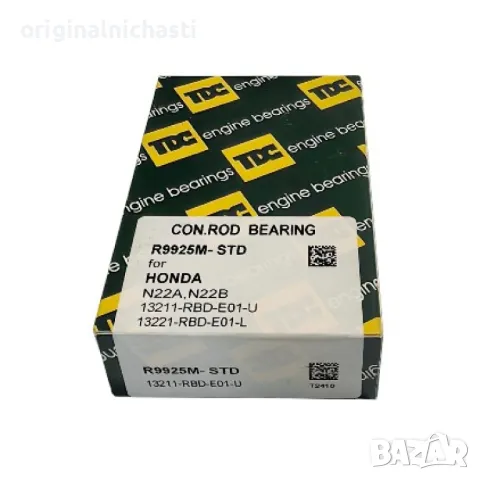 originalnichasti
TDC engine bearings
TDC engine bearings
TDC engine bearings
CON.ROD BEARING
R9925M- STD
for
HONDA
N22A,N22B
13211-RBD-E01-U
13221-RBD-E01-L
R9925M- STD
13211-RBD-E01-U
T2410
BAZAR